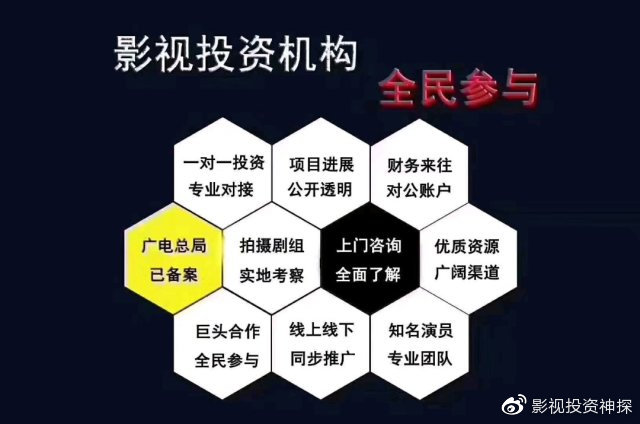 影视投资机构
全民参与
一对一投资
专业对接
项目进展
公开透明
财务来往
对公账户
广电总局
已备案
拍摄剧组
实地考察
上门咨询
全面了解
优质资源
广阔渠道
巨头合作
全民参与
线上线下
同步推广
知名演员
专业团队
影视投资神探